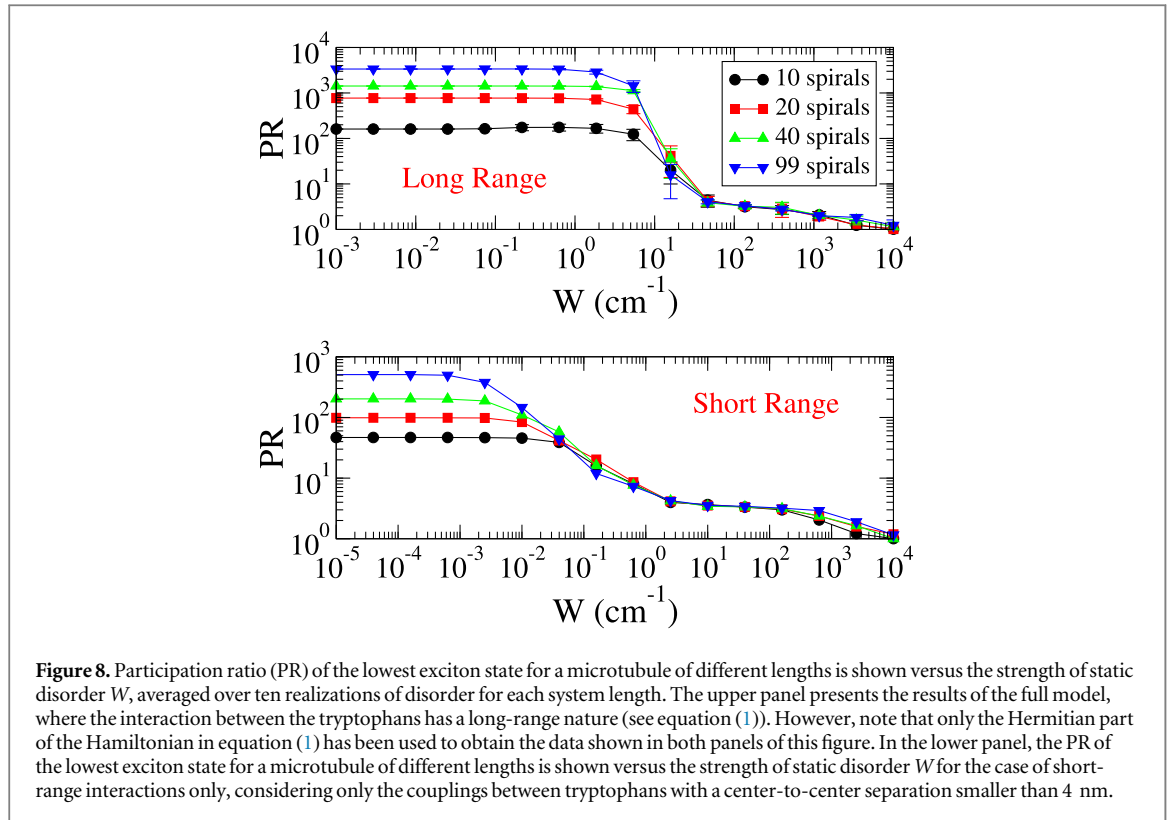 10^4
10^3
10^2
10^1
10^0
PR
Long Range
10 spirals
20 spirals
40 spirals
99 spirals
10^-3 10^-2 10^-1 10^0 10^1 10^2 10^3 10^4
W (cm^-1)
10^3
10^2
10^1
10^0
PR
Short Range
10^-5 10^-4 10^-3 10^-2 10^-1 10^0 10^1 10^2 10^3 10^4
W (cm^-1)
Figure 8. Participation ratio (PR) of the lowest exciton state for a microtubule of different lengths is shown versus the strength of static
disorder W, averaged over ten realizations of disorder for each system length. The upper panel presents the results of the full model,
where the interaction between the tryptophans has a long-range nature (see equation (1)). However, note that only the Hermitian part
of the Hamiltonian in equation (1) has been used to obtain the data shown in both panels of this figure. In the lower panel, the PR of
the lowest exciton state for a microtubule of different lengths is shown versus the strength of static disorder W for the case of short-
range interactions only, considering only the couplings between tryptophans with a center-to-center separation smaller than 4 nm.